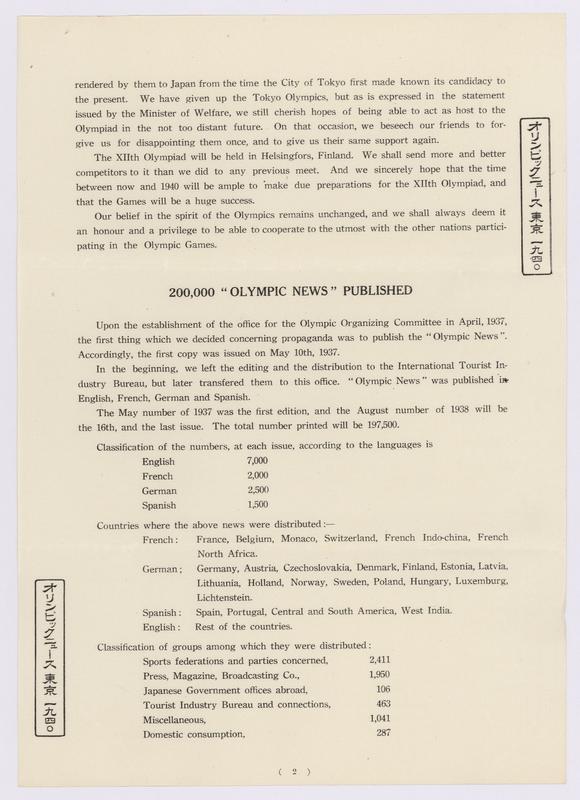 rendered by them to Japan from the time the City of Tokyo first made known its candidacy to
the present. We have given up the Tokyo Olympics, but as is expressed in the statement
issued by the Minister of Welfare, we still cherish hopes of being able to act as host to the
Olympiad in the not too distant future. On that occasion, we beseech our friends to for-
give us for disappointing them once, and to give us their same support again.
The XIIth Olympiad will be held in Helsingfors, Finland. We shall send more and better
competitors to it than we did to any previous meet. And we sincerely hope that the time
between now and 1940 will be ample to make due preparations for the XIIth Olympiad, and
that the Games will be a huge success.
Our belief in the spirit of the Olympics remains unchanged, and we shall always deem it
an honour and a privilege to be able to cooperate to the utmost with the other nations partici-
pating in the Olympic Games.
オリンピックニュース 東京 一九四〇
200,000 “OLYMPIC NEWS” PUBLISHED
Upon the establishment of the office for the Olympic Organizing Committee in April, 1937,
the first thing which we decided concerning propaganda was to publish the “Olympic News”.
Accordingly, the first copy was issued on May 10th, 1937.
In the beginning, we left the editing and the distribution to the International Tourist In-
dustry Bureau, but later transfered them to this office. “Olympic News” was published in
English, French, German and Spanish.
The May number of 1937 was the first edition, and the August number of 1938 will be
the 16th, and the last issue. The total number printed will be 197,500.
Classification of the numbers, at each issue, according to the languages is
English 7,000
French 2,000
German 2,500
Spanish 1,500
Countries where the above news were distributed :—
French : France, Belgium, Monaco, Switzerland, French Indo-china, French
North Africa.
German ; Germany, Austria, Czechoslovakia, Denmark, Finland, Estonia, Latvia,
Lithuania, Holland, Norway, Sweden, Poland, Hungary, Luxemburg,
Lichtenstein.
Spanish : Spain, Portugal, Central and South America, West India.
English : Rest of the countries.
Classification of groups among which they were distributed :
Sports federations and parties concerned, 2,411
Press, Magazine, Broadcasting Co., 1,950
Japanese Government offices abroad, 106
Tourist Industry Bureau and connections, 463
Miscellaneous, 1,041
Domestic consumption, 287
オリンピックニュース 東京 一九四〇
( 2 )